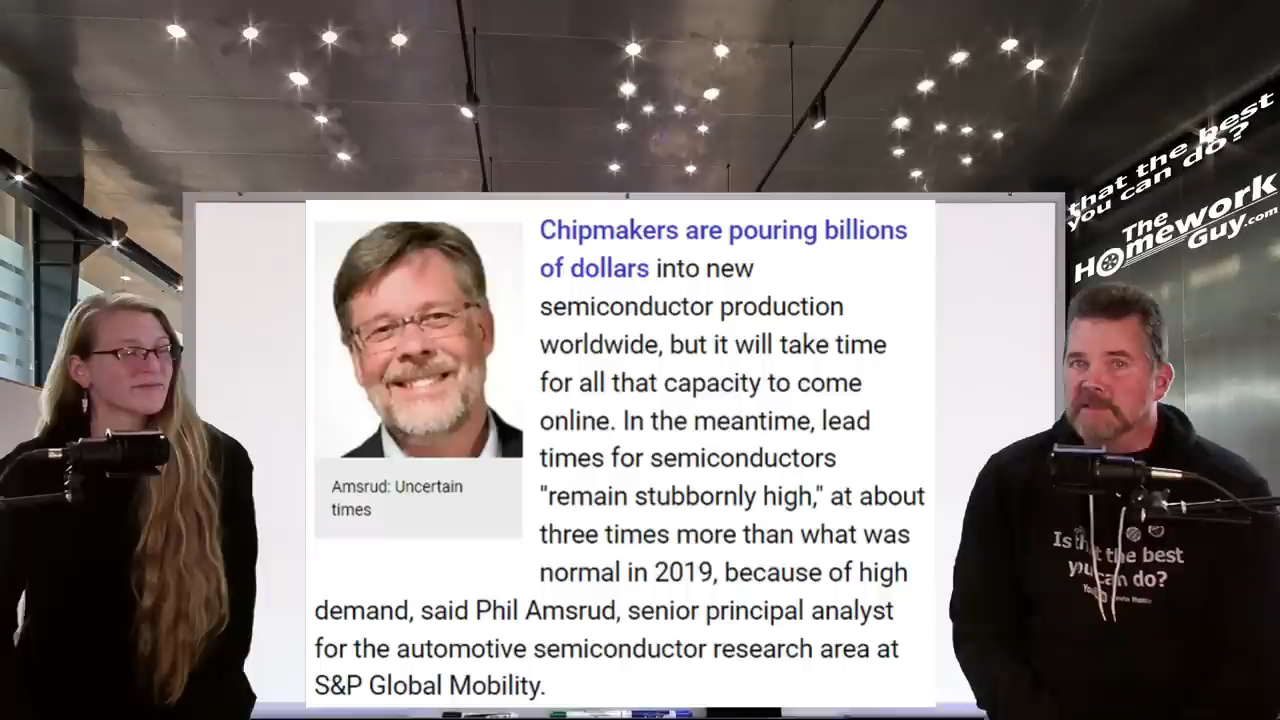 that the best
you can do?
The
Homework
Guy.com
Chipmakers are pouring billions
of dollars into new
semiconductor production
worldwide, but it will take time
for all that capacity to come
online. In the meantime, lead
times for semiconductors
"remain stubbornly high," at about
three times more than what was
normal in 2019, because of high
demand, said Phil Amsrud, senior principal analyst
for the automotive semiconductor research area at
S&P Global Mobility.
Amsrud: Uncertain
times
Is that the best
you can do?